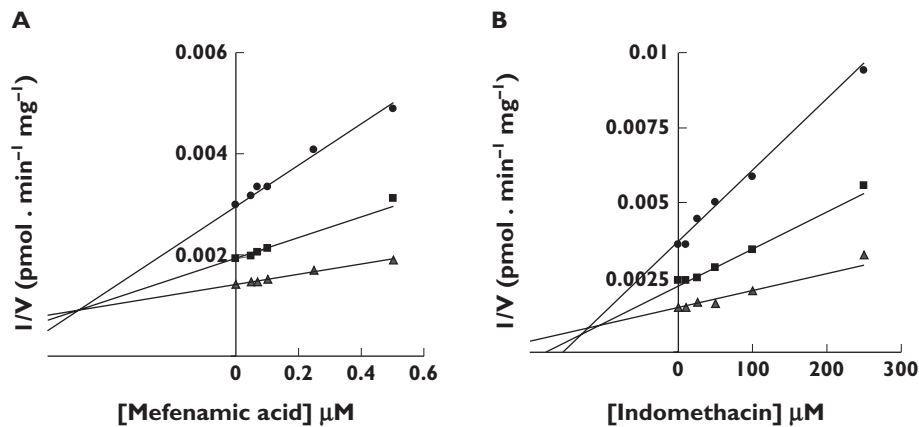 A
0.006
0.004
0.002
0
0.2
0.4
0.6
I/V (pmol . min⁻¹ mg⁻¹)
[Mefenamic acid] μM
B
0.01
0.0075
0.005
0.0025
0
100
200
300
I/V (pmol . min⁻¹ mg⁻¹)
[Indomethacin] μM